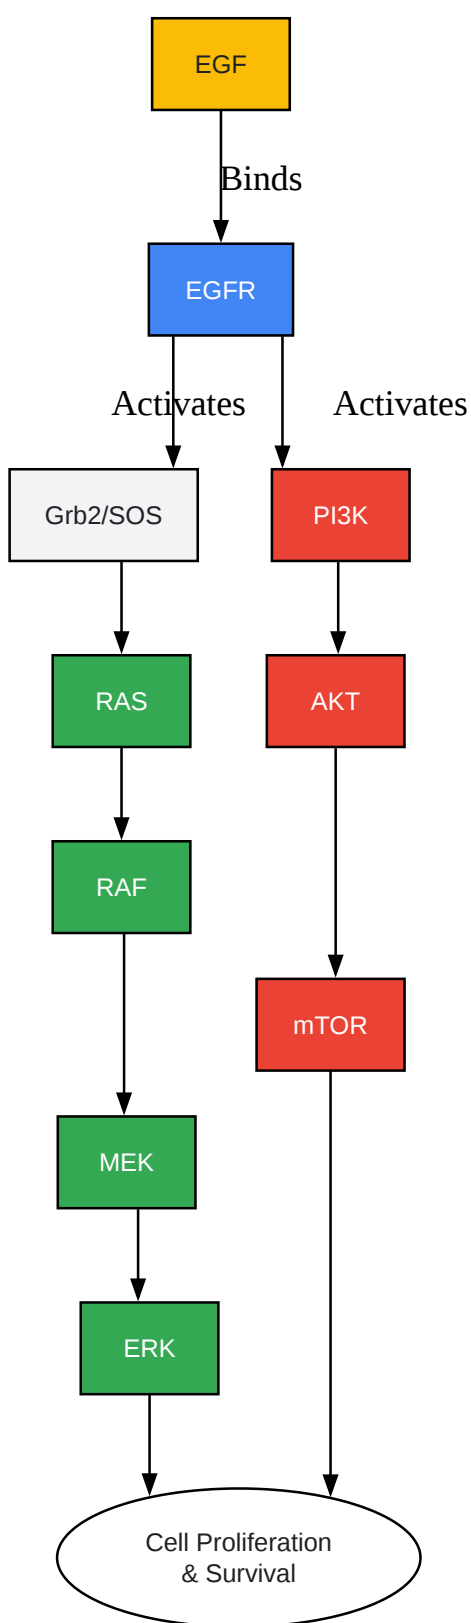 EGF
Binds
EGFR
Activates
Activates
Grb2/SOS
PI3K
RAS
AKT
RAF
mTOR
MEK
ERK
Cell Proliferation
& Survival